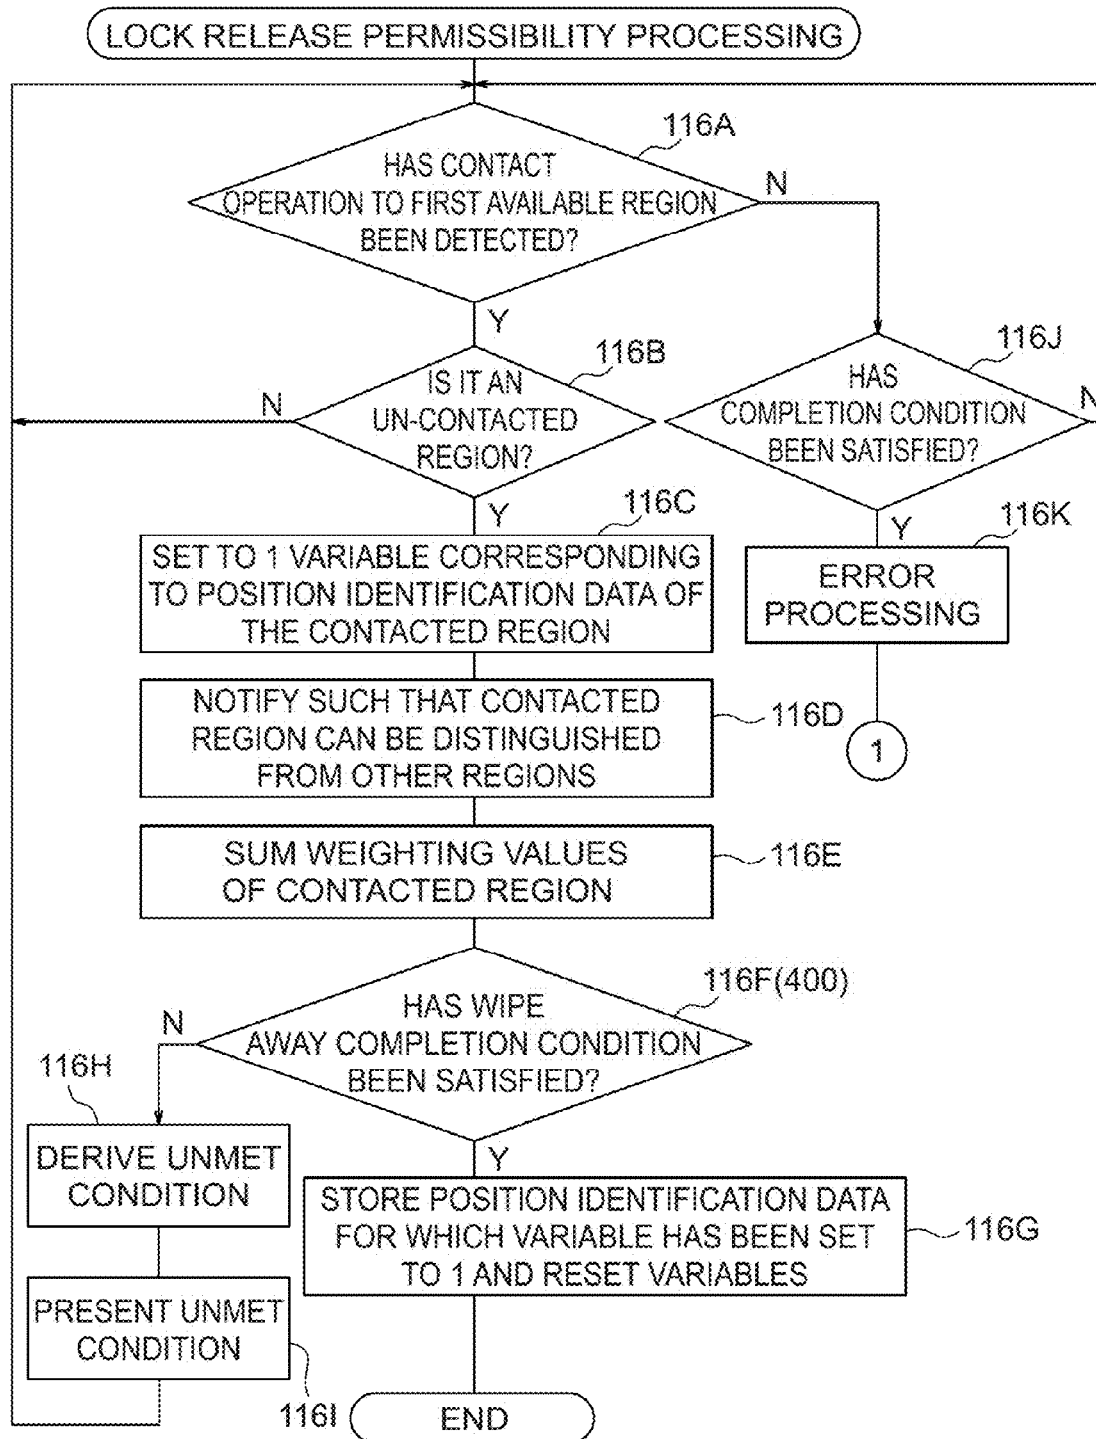 LOCK RELEASE PERMISSIBILITY PROCESSING
116A
HAS CONTACT
OPERATION TO FIRST AVAILABLE REGION
BEEN DETECTED?
N
Y
116B
IS IT AN
UN-CONTACTED
REGION?
N
Y
116J
HAS
COMPLETION CONDITION
BEEN SATISFIED?
N
Y
116K
ERROR
PROCESSING
1
116C
SET TO 1 VARIABLE CORRESPONDING
TO POSITION IDENTIFICATION DATA OF
THE CONTACTED REGION
NOTIFY SUCH THAT CONTACTED
REGION CAN BE DISTINGUISHED
FROM OTHER REGIONS
116D
SUM WEIGHTING VALUES
OF CONTACTED REGION
116E
116F(400)
HAS WIPE
AWAY COMPLETION CONDITION
BEEN SATISFIED?
N
Y
116H
DERIVE UNMET
CONDITION
PRESENT UNMET
CONDITION
116I
STORE POSITION IDENTIFICATION DATA
FOR WHICH VARIABLE HAS BEEN SET
TO 1 AND RESET VARIABLES
116G
END